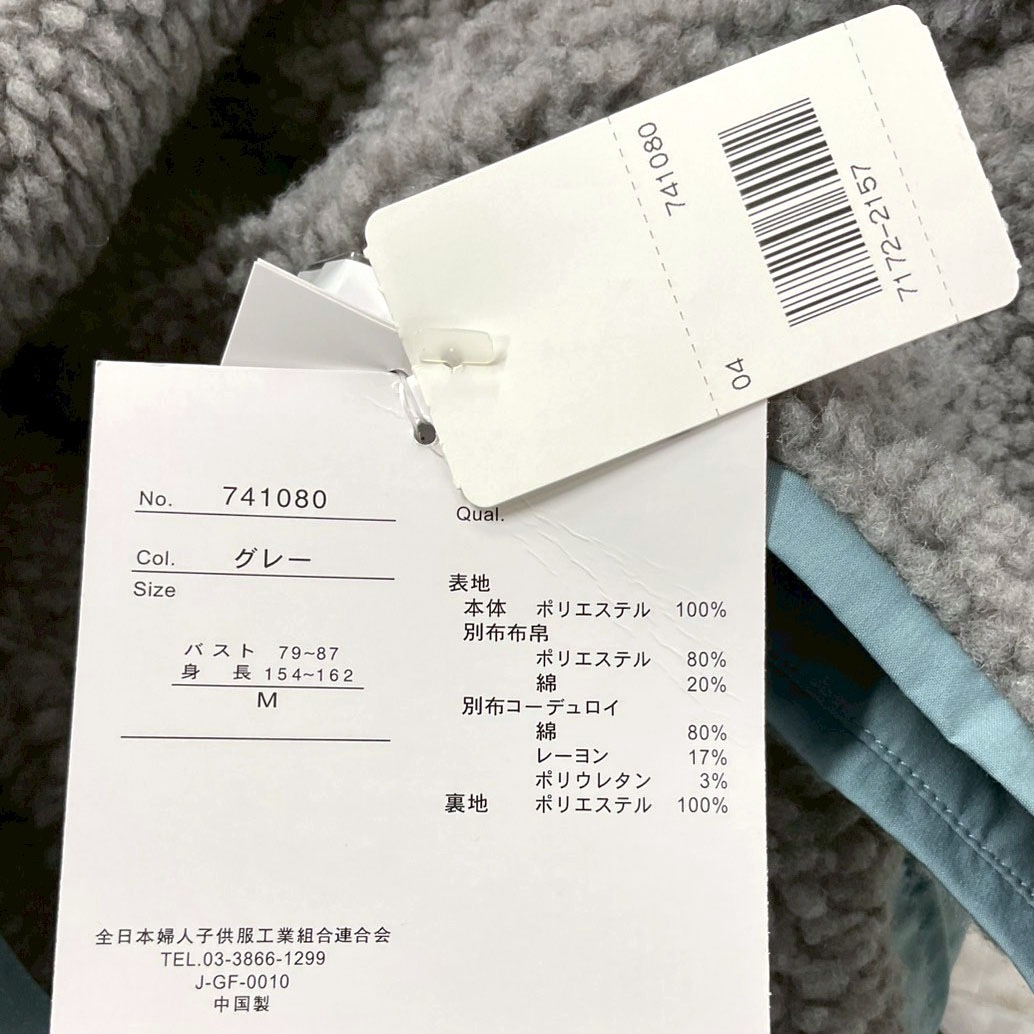 741080
7172-2157
04
No. 741080
Col. グレー
Size
バスト 79~87
身 長 154~162
M
Qual.
表地
本体 ポリエステル 100%
別布布帛
ポリエステル 80%
綿 20%
別布コーデュロイ
綿 80%
レーヨン 17%
ポリウレタン 3%
裏地 ポリエステル 100%
全日本婦人子供服工業組合連合会
TEL.03-3866-1299
J-GF-0010
中国製